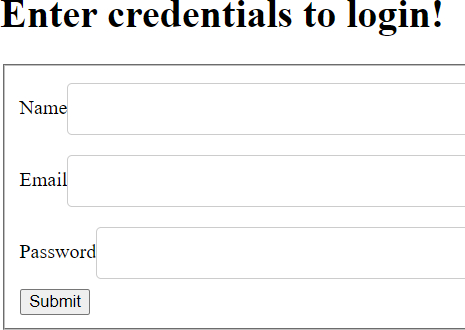 Enter credentials to login!
Name
Email
Password
Submit